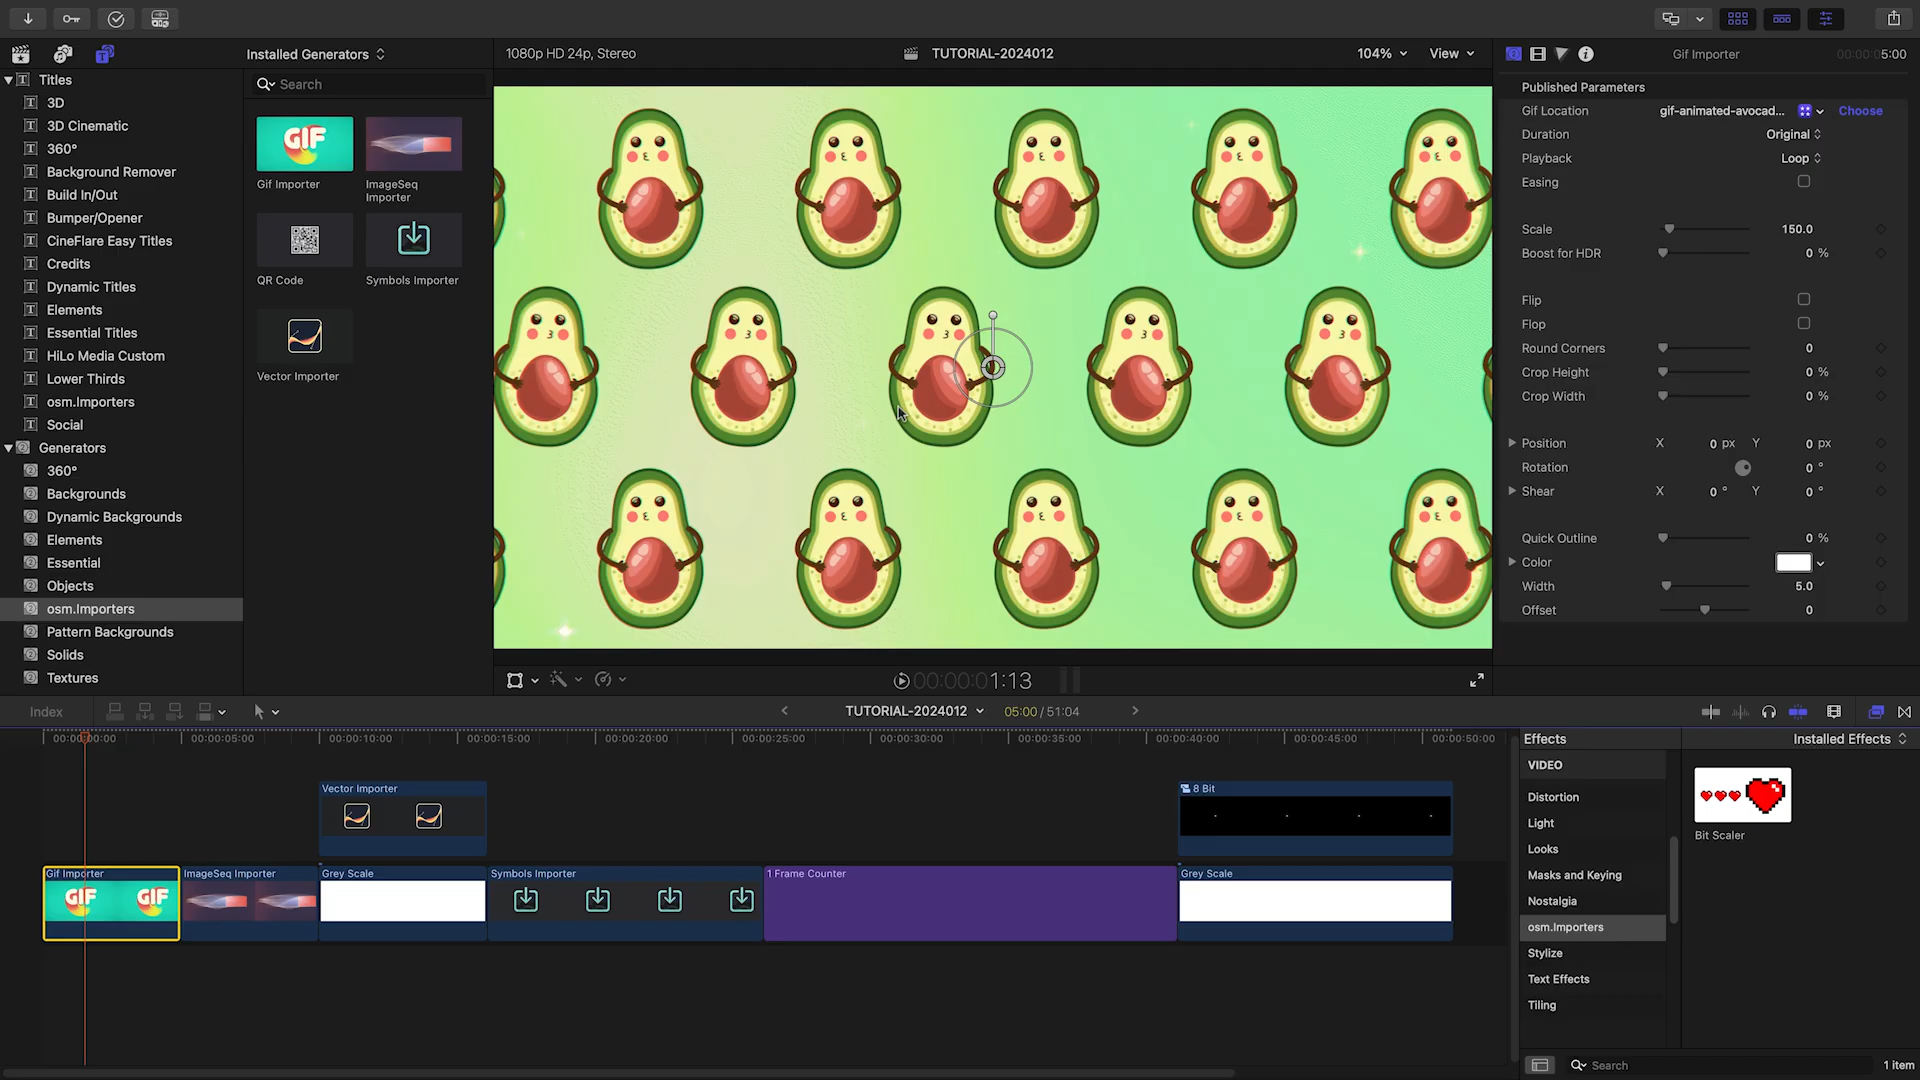 Installed Generators
1080p HD 24p, Stereo
TUTORIAL-2024012
104%
View
Gif Importer
00:00:05:00
Titles
3D
3D Cinematic
360°
Background Remover
Build In/Out
Bumper/Opener
CineFlare Easy Titles
Credits
Dynamic Titles
Elements
Essential Titles
HiLo Media Custom
Lower Thirds
osm.Importers
Social
Generators
360°
Backgrounds
Dynamic Backgrounds
Elements
Essential
Objects
osm.Importers
Pattern Backgrounds
Solids
Textures
Search
GIF
Gif Importer
ImageSeq
Importer
QR Code
Symbols Importer
Vector Importer
Published Parameters
Gif Location gif-animated-avocad... Choose
Duration Original
Playback Loop
Easing
Scale 150.0
Boost for HDR 0 %
Flip
Flop
Round Corners 0
Crop Height 0 %
Crop Width 0 %
Position X 0 px Y 0 px
Rotation 0 °
Shear X 0 ° Y 0 °
Quick Outline 0 %
Color
Width 5.0
Offset 0
00:00:01:13
Index
TUTORIAL-2024012
05:00 / 51:04
00:00:00:00
00:00:05:00
00:00:10:00
00:00:15:00
00:00:20:00
00:00:25:00
00:00:30:00
00:00:35:00
00:00:40:00
00:00:45:00
00:00:50:00
Vector Importer
8 Bit
Gif Importer
GIF GIF
ImageSeq Importer
Grey Scale
Symbols Importer
1 Frame Counter
Grey Scale
Effects
Installed Effects
VIDEO
Distortion
Light
Looks
Masks and Keying
Nostalgia
osm.Importers
Stylize
Text Effects
Tiling
Bit Scaler
Search
1 item